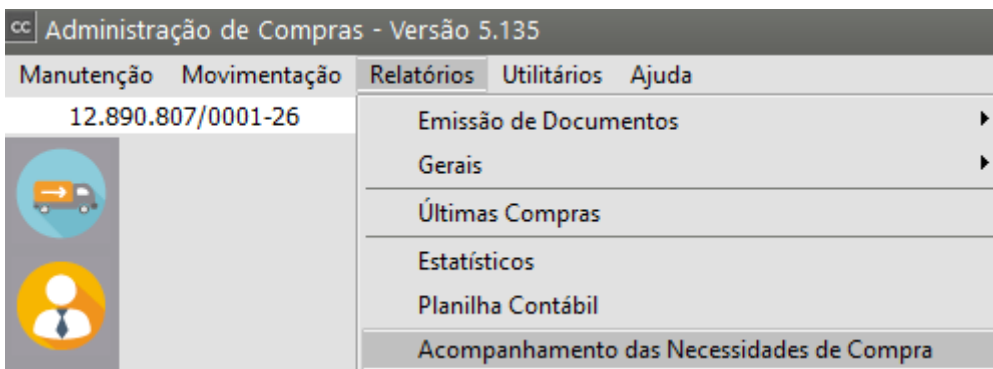 cc Administração de Compras - Versão 5.135
Manutenção Movimentação Relatórios Utilitários Ajuda
12.890.807/0001-26
Emissão de Documentos
Gerais
Últimas Compras
Estatísticos
Planilha Contábil
Acompanhamento das Necessidades de Compra